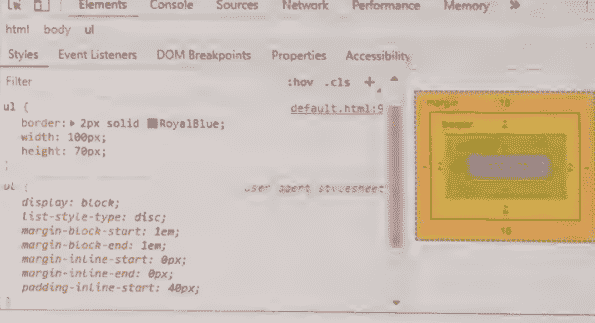 Elements Console Sources Network Performance Memory »
html body ul
Styles Event Listeners DOM Breakpoints Properties Accessibility
Filter :hov .cls +
ul { default.html:9
border: ▸ 2px solid RoyalBlue;
width: 100px;
height: 70px;
}
ul { user agent stylesheet
display: block;
list-style-type: disc;
margin-block-start: 1em;
margin-block-end: 1em;
margin-inline-start: 0px;
margin-inline-end: 0px;
padding-inline-start: 40px;
}
margin 16
border 2
2
16